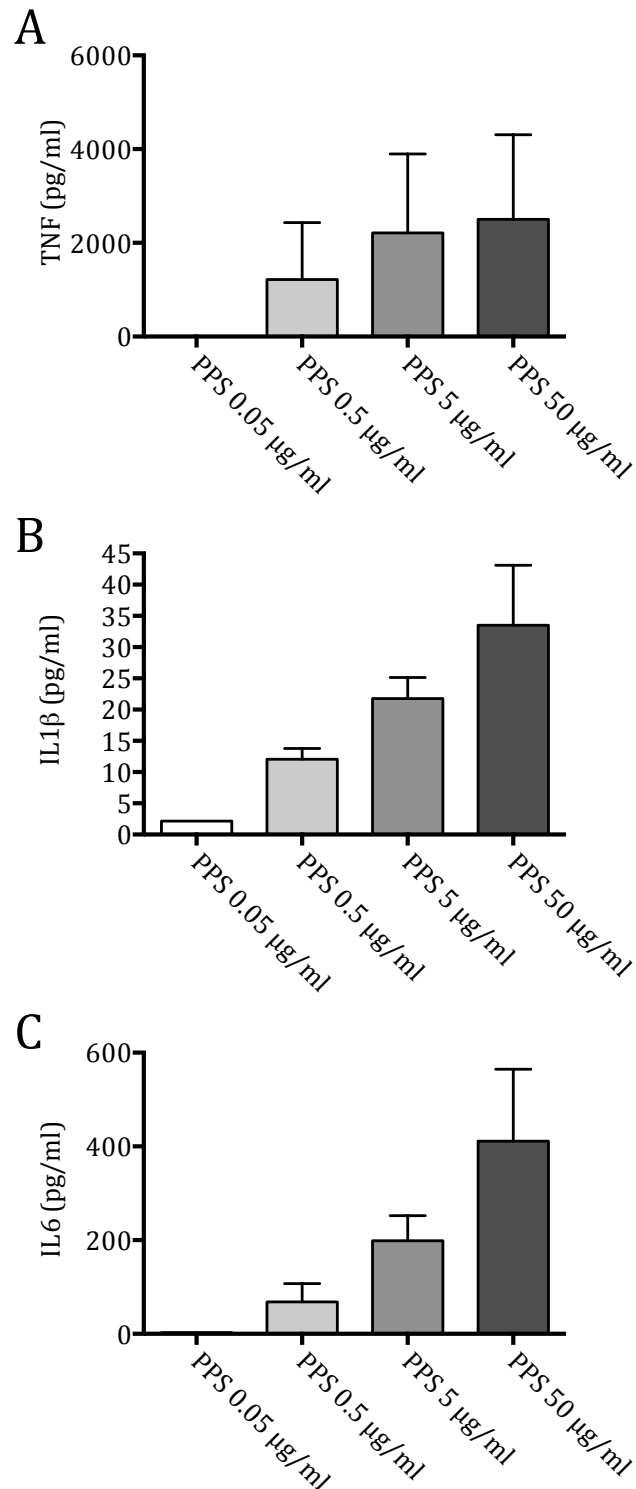 A
TNF (pg/ml)
6000
4000
2000
0
PPS 0.05 µg/ml
PPS 0.5 µg/ml
PPS 5 µg/ml
PPS 50 µg/ml
B
IL1β (pg/ml)
45
40
35
30
25
20
15
10
5
0
PPS 0.05 µg/ml
PPS 0.5 µg/ml
PPS 5 µg/ml
PPS 50 µg/ml
C
IL6 (pg/ml)
600
400
200
0
PPS 0.05 µg/ml
PPS 0.5 µg/ml
PPS 5 µg/ml
PPS 50 µg/ml